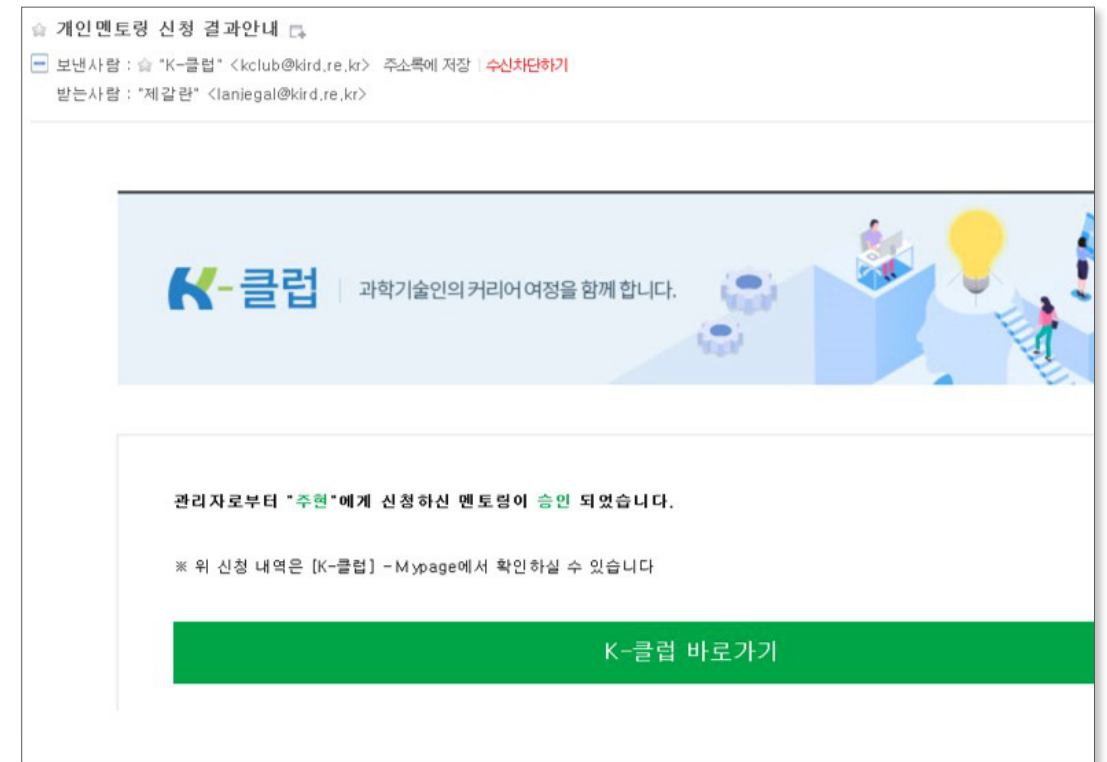 개인멘토링 신청 결과안내
보낸사람 : "K-클럽" <kclub@kird.re.kr> 주소록에 저장 | 수신차단하기
받는사람 : "제갈란" <lanjegal@kird.re.kr>
K-클럽 | 과학기술인의 커리어 여정을 함께 합니다.
관리자로부터 "주현"에게 신청하신 멘토링이 승인 되었습니다.
※ 위 신청 내역은 [K-클럽] -Mypage에서 확인하실 수 있습니다
K-클럽 바로가기